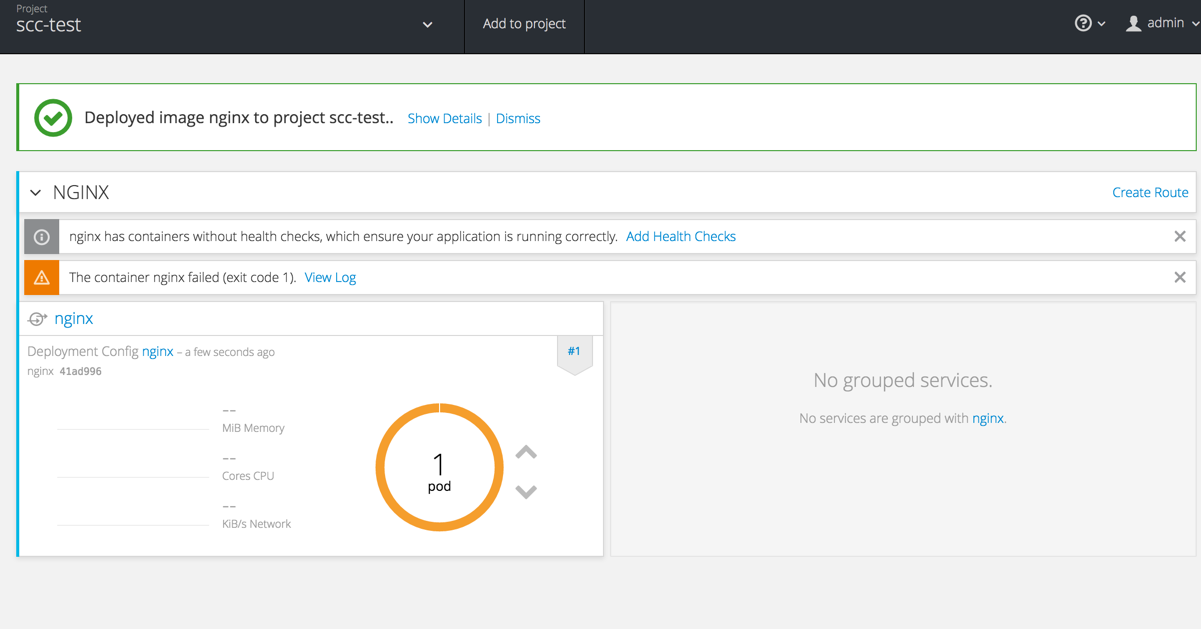 Project
scc-test
Add to project
admin
Deployed image nginx to project scc-test.. Show Details | Dismiss
NGINX
Create Route
nginx has containers without health checks, which ensure your application is running correctly. Add Health Checks
The container nginx failed (exit code 1). View Log
nginx
Deployment Config nginx – a few seconds ago
#1
nginx 41ad996
--
MiB Memory
--
Cores CPU
--
KiB/s Network
1
pod
No grouped services.
No services are grouped with nginx.